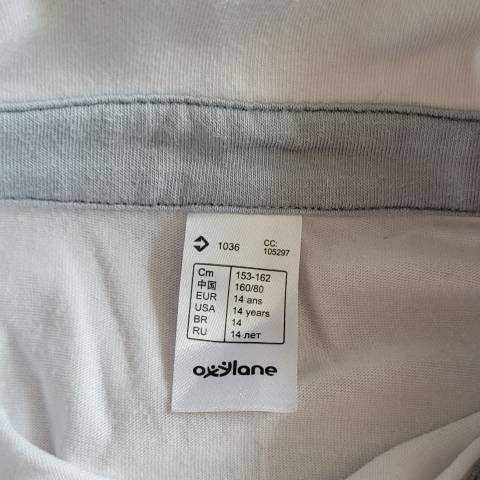 1036 CC: 105297
Cm 153-162
中国 160/80
EUR 14 ans
USA 14 years
BR 14
RU 14 лет
oxylane